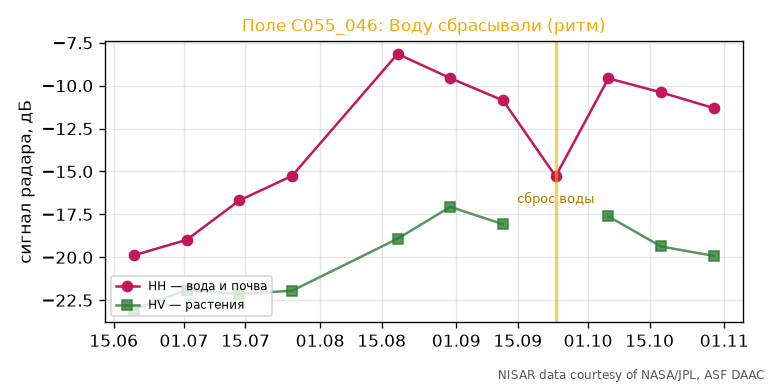 Поле C055_046: Воду сбрасывали (ритм)
сигнал радара, дБ
−7.5
−10.0
−12.5
−15.0
−17.5
−20.0
−22.5
сброс воды
HH — вода и почва
HV — растения
15.06 01.07 15.07 01.08 15.08 01.09 15.09 01.10 15.10 01.11
NISAR data courtesy of NASA/JPL, ASF DAAC